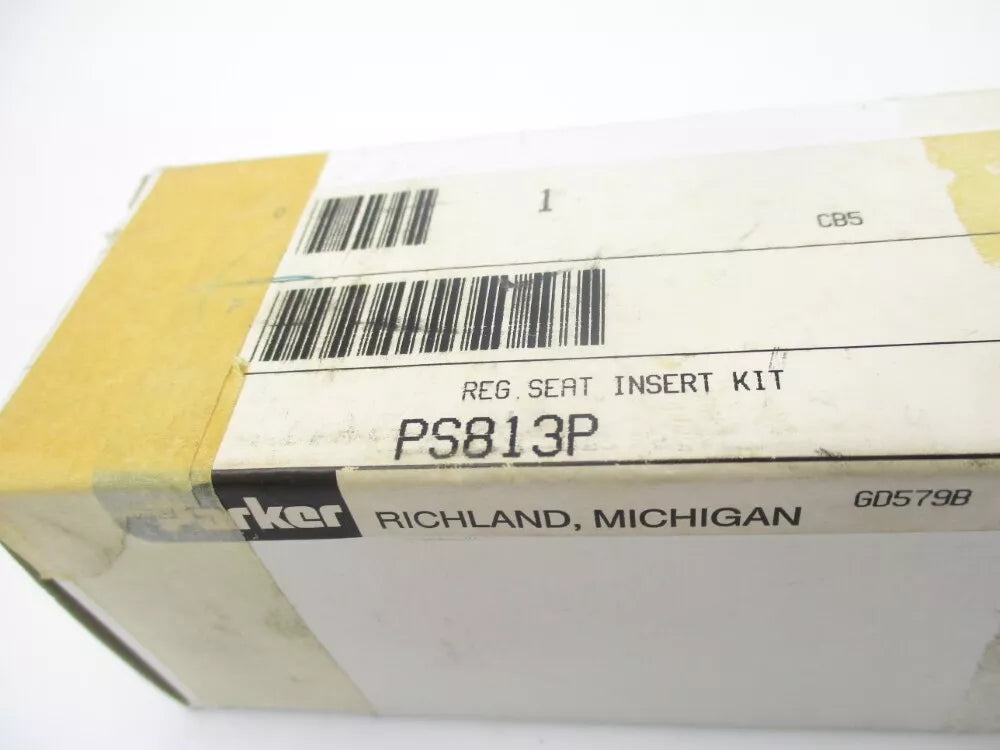 1
CB5
REG.SEAT INSERT KIT
PS813P
Parker RICHLAND, MICHIGAN GD579B